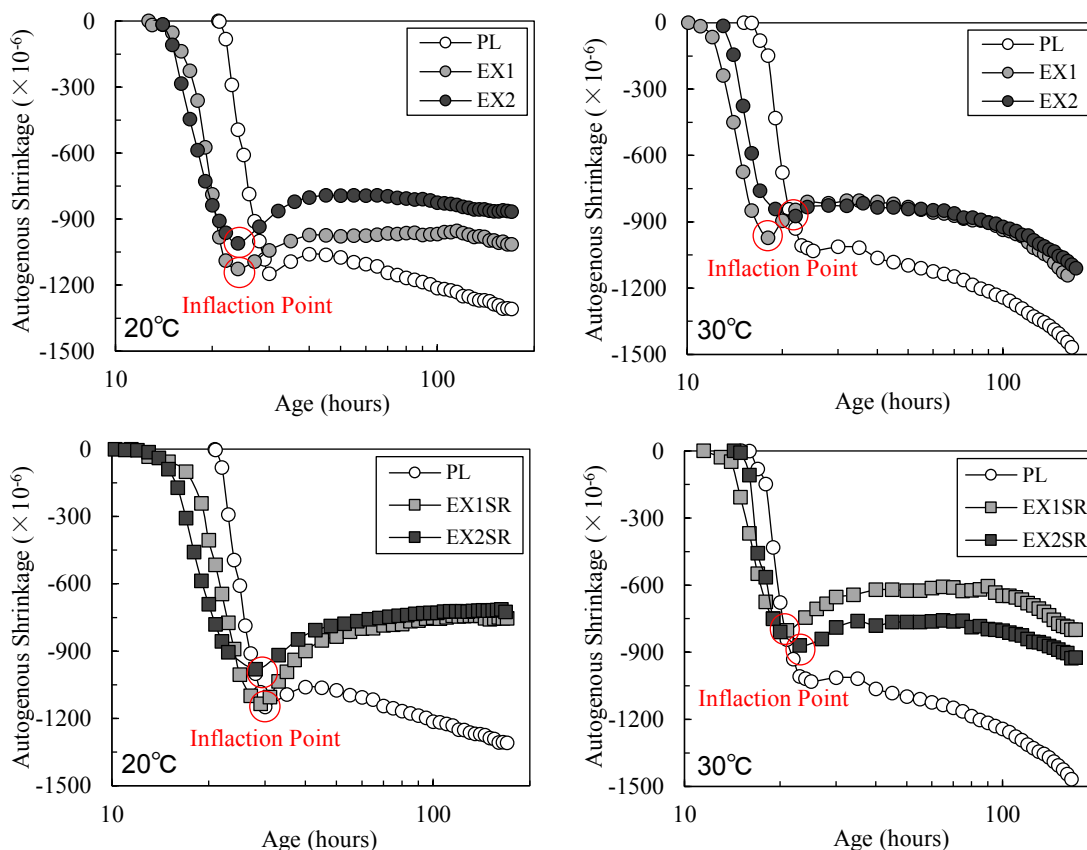 Autogenous Shrinkage (×10-6)
0
-300
-600
-900
-1200
-1500
PL
EX1
EX2
Inflaction Point
20℃
10
100
Age (hours)
Autogenous Shrinkage (×10-6)
0
-300
-600
-900
-1200
-1500
PL
EX1
EX2
Inflaction Point
30℃
10
100
Age (hours)
Autogenous Shrinkage (×10-6)
0
-300
-600
-900
-1200
-1500
PL
EX1SR
EX2SR
Inflaction Point
20℃
10
100
Age (hours)
Autogenous Shrinkage (×10-6)
0
-300
-600
-900
-1200
-1500
PL
EX1SR
EX2SR
Inflaction Point
30℃
10
100
Age (hours)